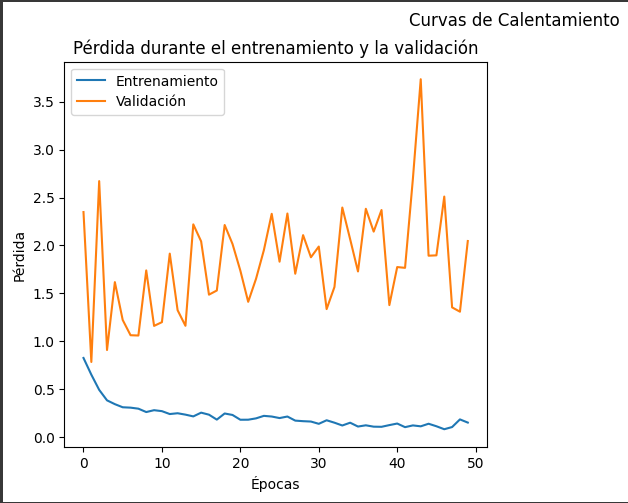 Curvas de Calentamiento
Pérdida durante el entrenamiento y la validación
Entrenamiento
Validación
3.5
3.0
2.5
2.0
1.5
1.0
0.5
0.0
Pérdida
0 10 20 30 40 50
Épocas